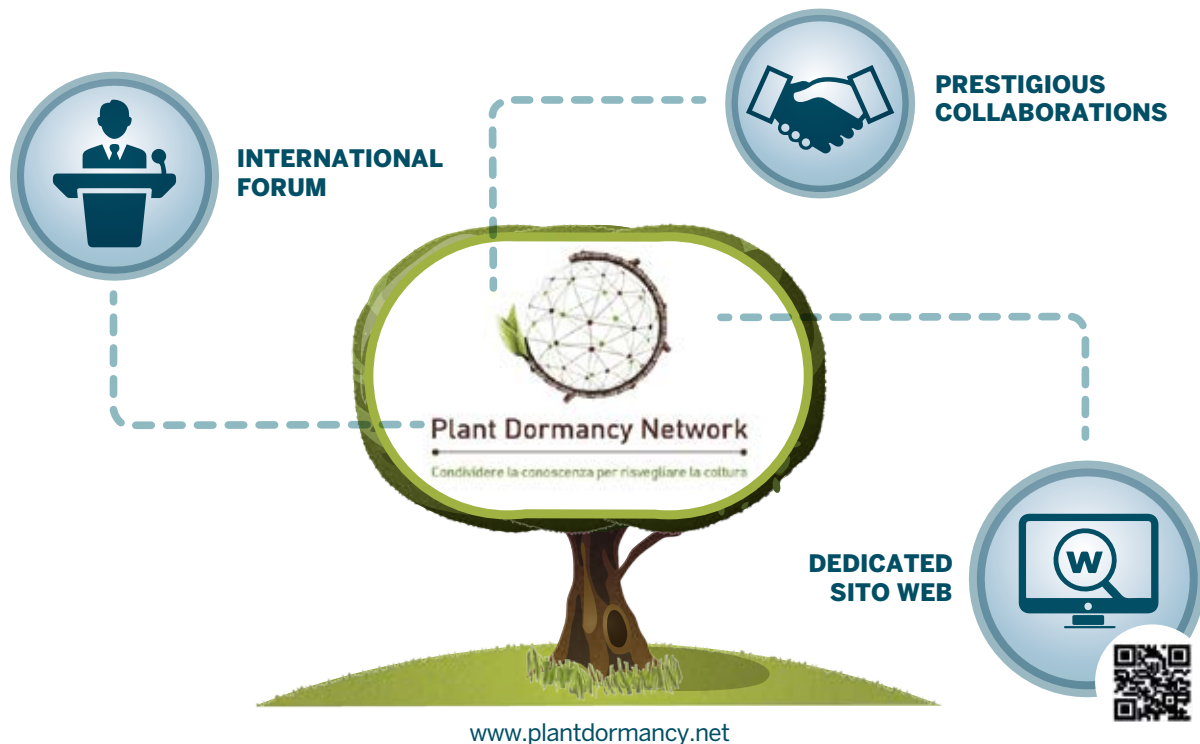 INTERNATIONAL
FORUM
PRESTIGIOUS
COLLABORATIONS
Plant Dormancy Network
Condividere la conoscenza per risvegliare la coltura
DEDICATED
SITO WEB
W
www.plantdormancy.net